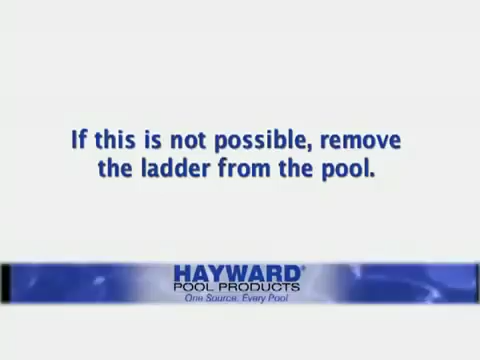 If this is not possible, remove
the ladder from the pool.
HAYWARD®
POOL PRODUCTS
One Source. Every Pool